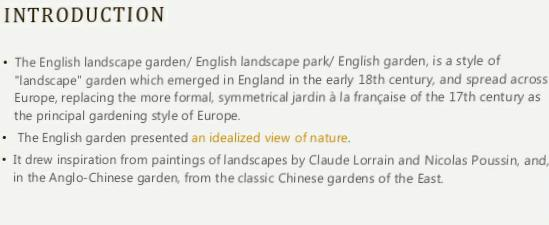 INTRODUCTION
• The English landscape garden/ English landscape park/ English garden, is a style of
"landscape" garden which emerged in England in the early 18th century, and spread across
Europe, replacing the more formal, symmetrical jardin à la française of the 17th century as
the principal gardening style of Europe.
• The English garden presented an idealized view of nature.
• It drew inspiration from paintings of landscapes by Claude Lorrain and Nicolas Poussin, and,
in the Anglo-Chinese garden, from the classic Chinese gardens of the East.